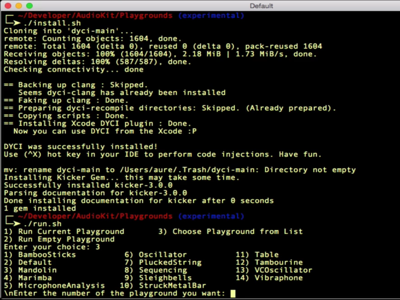 Default
~/Developer/AudioKit/Playgrounds (experimental)
./install.sh
Cloning into 'dyci-main'...
remote: Counting objects: 1604, done.
remote: Total 1604 (delta 0), reused 0 (delta 0), pack-reused 1604
Receiving objects: 100% (1604/1604), 2.18 MiB | 1.73 MiB/s, done.
Resolving deltas: 100% (587/587), done.
Checking connectivity... done
== Backing up clang : Skipped.
Seems dyci-clang has already been installed
== Faking up clang : Done.
== Preparing dyci-recompile directories: Skipped. (Already prepared).
== Copying scripts : Done.
== Installing Xcode DYCI plugin : Done.
Now you can use DYCI from the Xcode :P
DYCI was successfully installed!
Use (^X) hot key in your IDE to perform code injections. Have fun.
mv: rename dyci-main to /Users/aure/.Trash/dyci-main: Directory not empty
Installing Kicker Gem... this may take some time.
Successfully installed kicker-3.0.0
Parsing documentation for kicker-3.0.0
Done installing documentation for kicker after 0 seconds
1 gem installed
~/Developer/AudioKit/Playgrounds (experimental)
./run.sh
1) Run Current Playground 3) Choose Playground from List
2) Run Empty Playground
Enter your choice: 3
1) BambooSticks 6) Oscillator 11) Table
2) Default 7) PluckedString 12) Tambourine
3) Mandolin 8) Sequencing 13) VCOscillator
4) Marimba 9) Sleighbells 14) Vibraphone
5) MicrophoneAnalysis 10) StruckMetalBar
\nEnter the number of the playground you want: